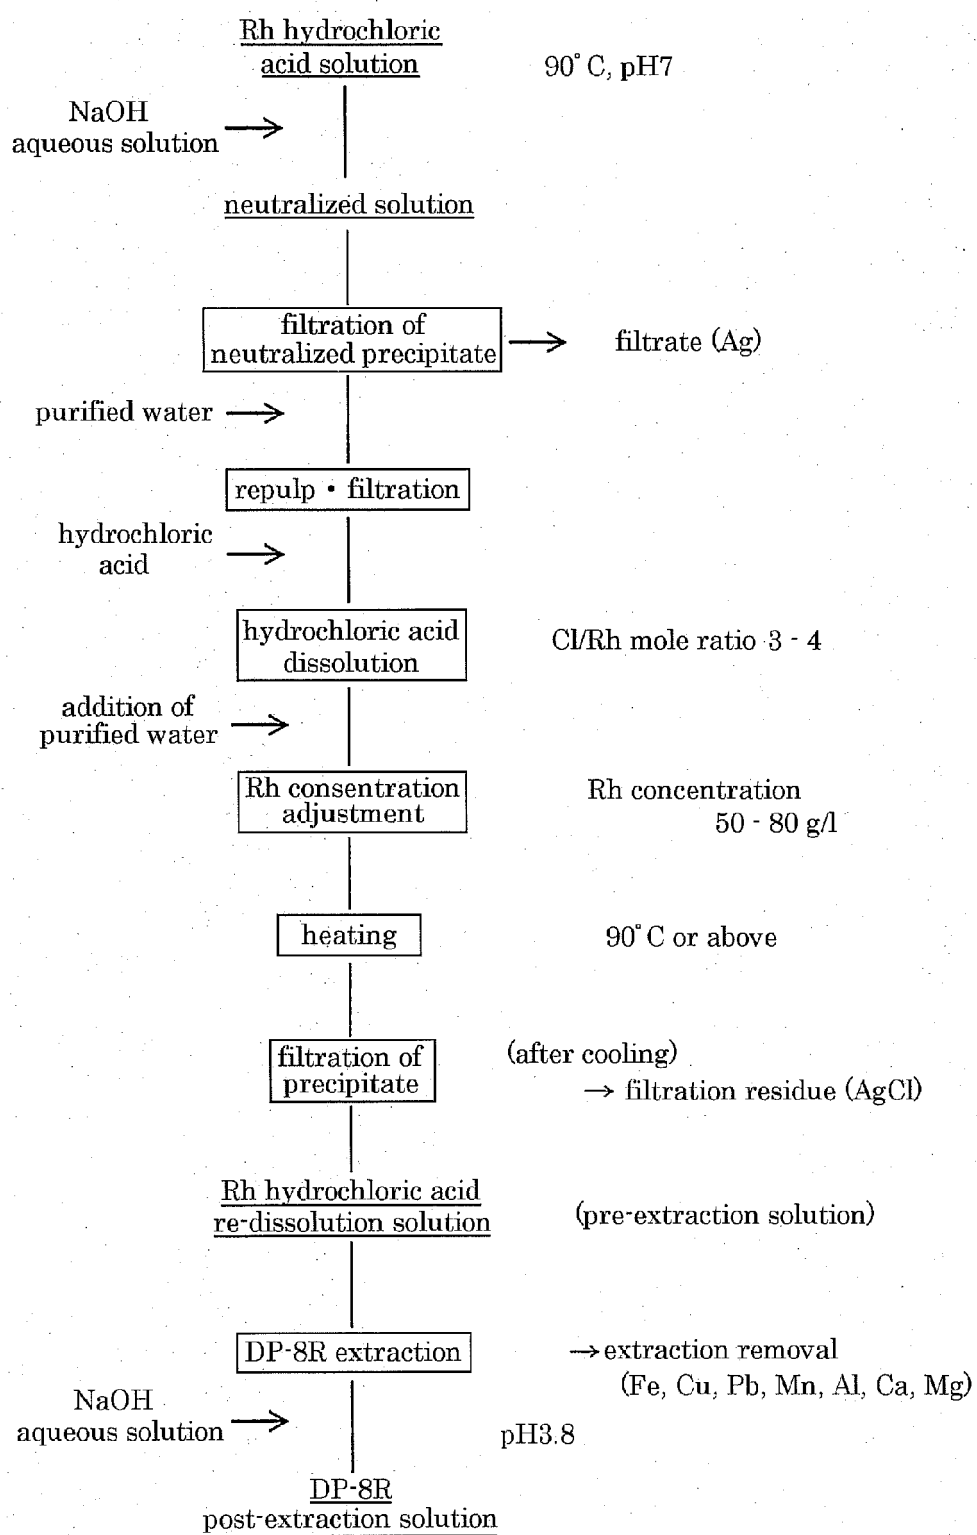 Rh hydrochloric
acid solution
90°C, pH7
NaOH
aqueous solution
neutralized solution
filtration of
neutralized precipitate
filtrate (Ag)
purified water
repulp・filtration
hydrochloric
acid
hydrochloric acid
dissolution
Cl/Rh mole ratio 3 - 4
addition of
purified water
Rh consentration
adjustment
Rh concentration
50 - 80 g/l
heating
90°C or above
filtration of
precipitate
(after cooling)
→ filtration residue (AgCl)
Rh hydrochloric acid
re-dissolution solution
(pre-extraction solution)
DP-8R extraction
→extraction removal
(Fe, Cu, Pb, Mn, Al, Ca, Mg)
NaOH
aqueous solution
pH3.8
DP-8R
post-extraction solution